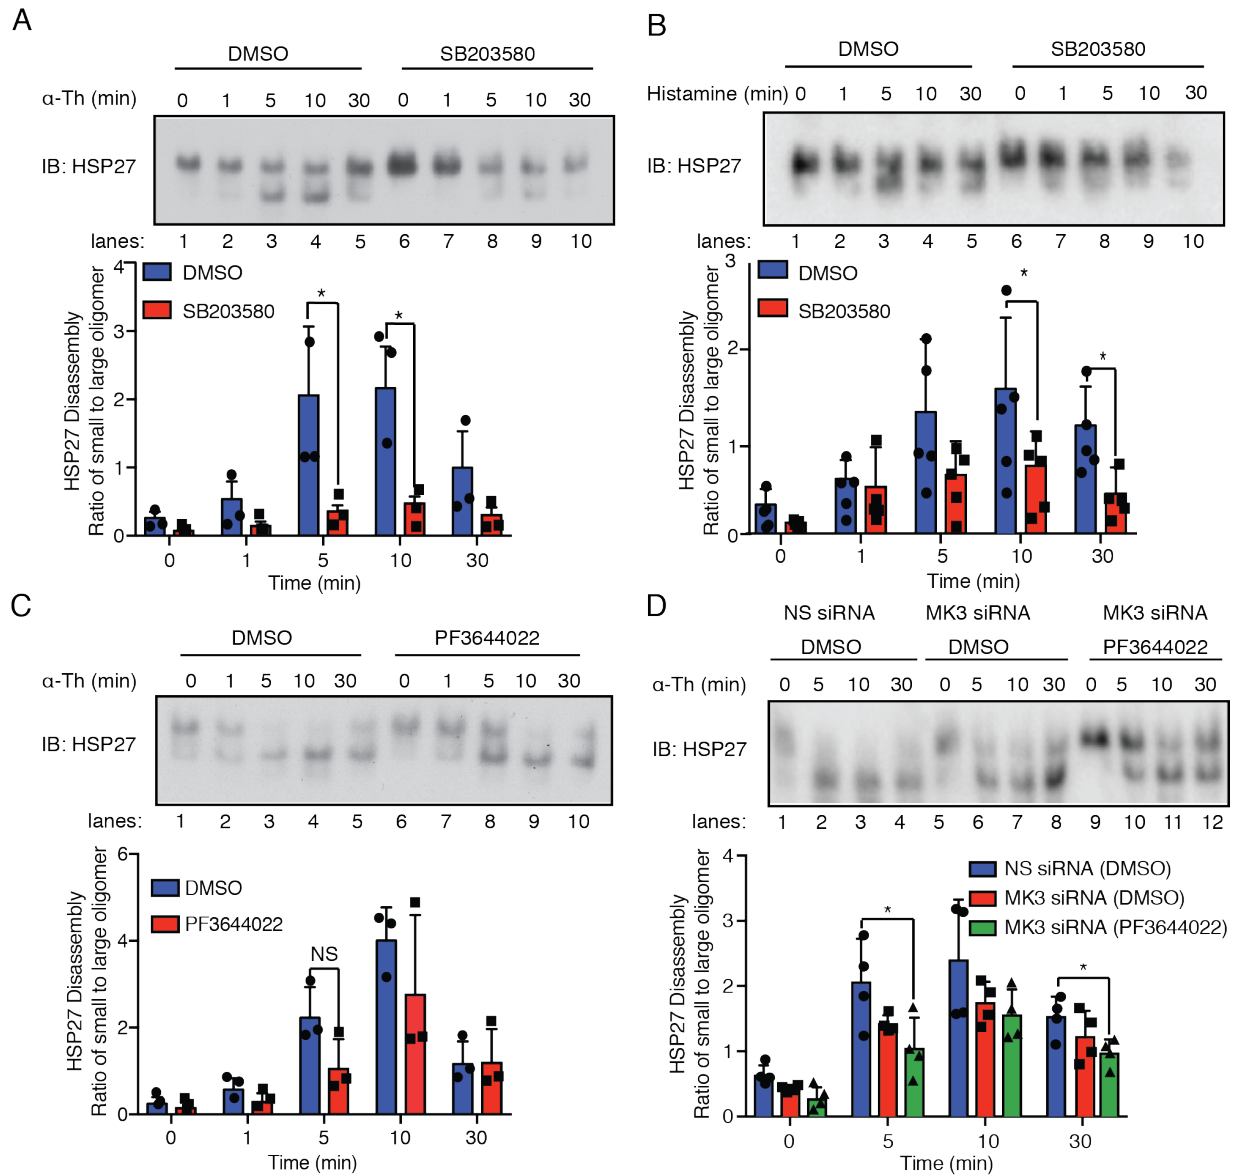 A
DMSO SB203580
α-Th (min) 0 1 5 10 30 0 1 5 10 30
IB: HSP27
lanes: 1 2 3 4 5 6 7 8 9 10
HSP27 Disassembly
Ratio of small to large oligomer
4
3
2
1
0
DMSO
SB203580
* *
0 1 5 10 30
Time (min)
B
DMSO SB203580
Histamine (min) 0 1 5 10 30 0 1 5 10 30
IB: HSP27
lanes: 1 2 3 4 5 6 7 8 9 10
HSP27 Disassembly
Ratio of small to large oligomer
3
2
1
0
DMSO
SB203580
* *
0 1 5 10 30
Time (min)
C
DMSO PF3644022
α-Th (min) 0 1 5 10 30 0 1 5 10 30
IB: HSP27
lanes: 1 2 3 4 5 6 7 8 9 10
HSP27 Disassembly
Ratio of small to large oligomer
6
4
2
0
DMSO
PF3644022
NS
0 1 5 10 30
Time (min)
D
NS siRNA MK3 siRNA MK3 siRNA
DMSO DMSO PF3644022
α-Th (min) 0 5 10 30 0 5 10 30 0 5 10 30
IB: HSP27
lanes: 1 2 3 4 5 6 7 8 9 10 11 12
HSP27 Disassembly
Ratio of small to large oligomer
4
3
2
1
0
NS siRNA (DMSO)
MK3 siRNA (DMSO)
MK3 siRNA (PF3644022)
* *
0 5 10 30
Time (min)